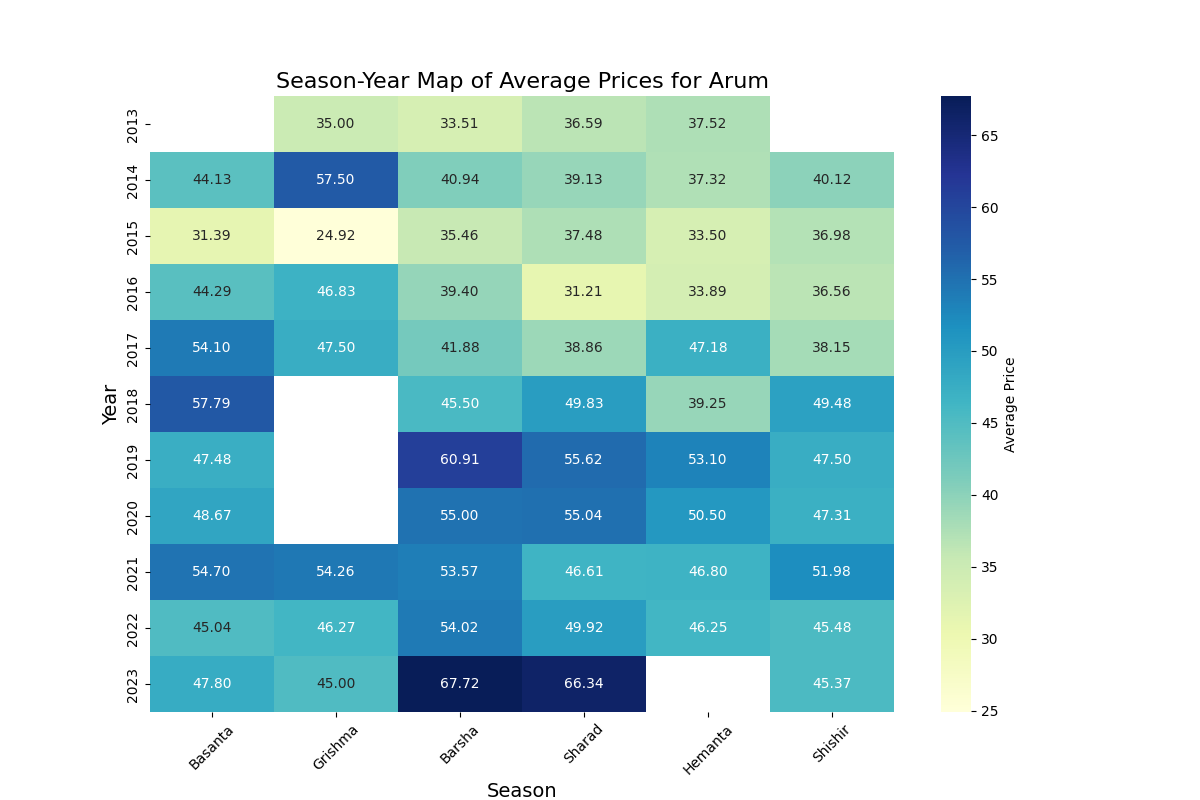 Season-Year Map of Average Prices for Arum
2013 35.00 33.51 36.59 37.52
2014 44.13 57.50 40.94 39.13 37.32 40.12
2015 31.39 24.92 35.46 37.48 33.50 36.98
2016 44.29 46.83 39.40 31.21 33.89 36.56
2017 54.10 47.50 41.88 38.86 47.18 38.15
2018 57.79 45.50 49.83 39.25 49.48
2019 47.48 60.91 55.62 53.10 47.50
2020 48.67 55.00 55.04 50.50 47.31
2021 54.70 54.26 53.57 46.61 46.80 51.98
2022 45.04 46.27 54.02 49.92 46.25 45.48
2023 47.80 45.00 67.72 66.34 45.37
Year
Basanta Grishma Barsha Sharad Hemanta Shishir
Season
65
60
55
50
45
40
35
30
25
Average Price